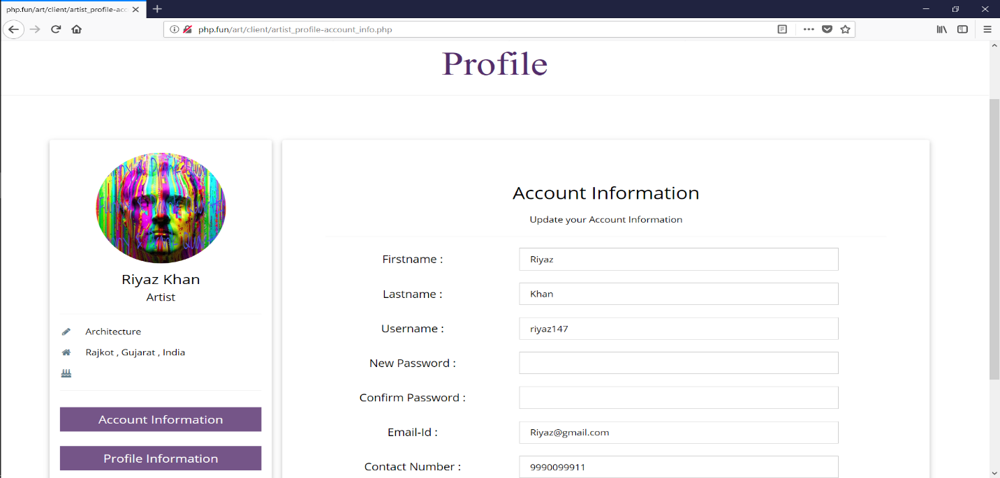 php.fun/art/client/artist_profile-acc
php.fun/art/client/artist_profile-account_info.php
Profile
Riyaz Khan
Artist
Architecture
Rajkot , Gujarat , India
Account Information
Profile Information
Account Information
Update your Account Information
Firstname : Riyaz
Lastname : Khan
Username : riyaz147
New Password :
Confirm Password :
Email-Id : Riyaz@gmail.com
Contact Number : 9990099911